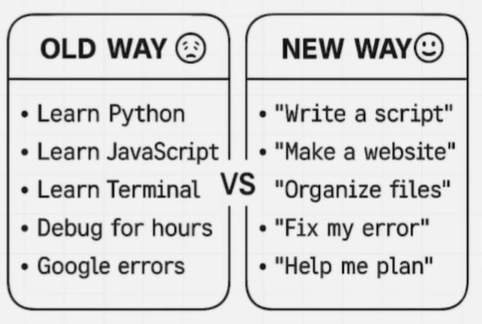 OLD WAY ☹
• Learn Python
• Learn JavaScript
• Learn Terminal
• Debug for hours
• Google errors
VS
NEW WAY ☺
• "Write a script"
• "Make a website"
"Organize files"
• "Fix my error"
• "Help me plan"